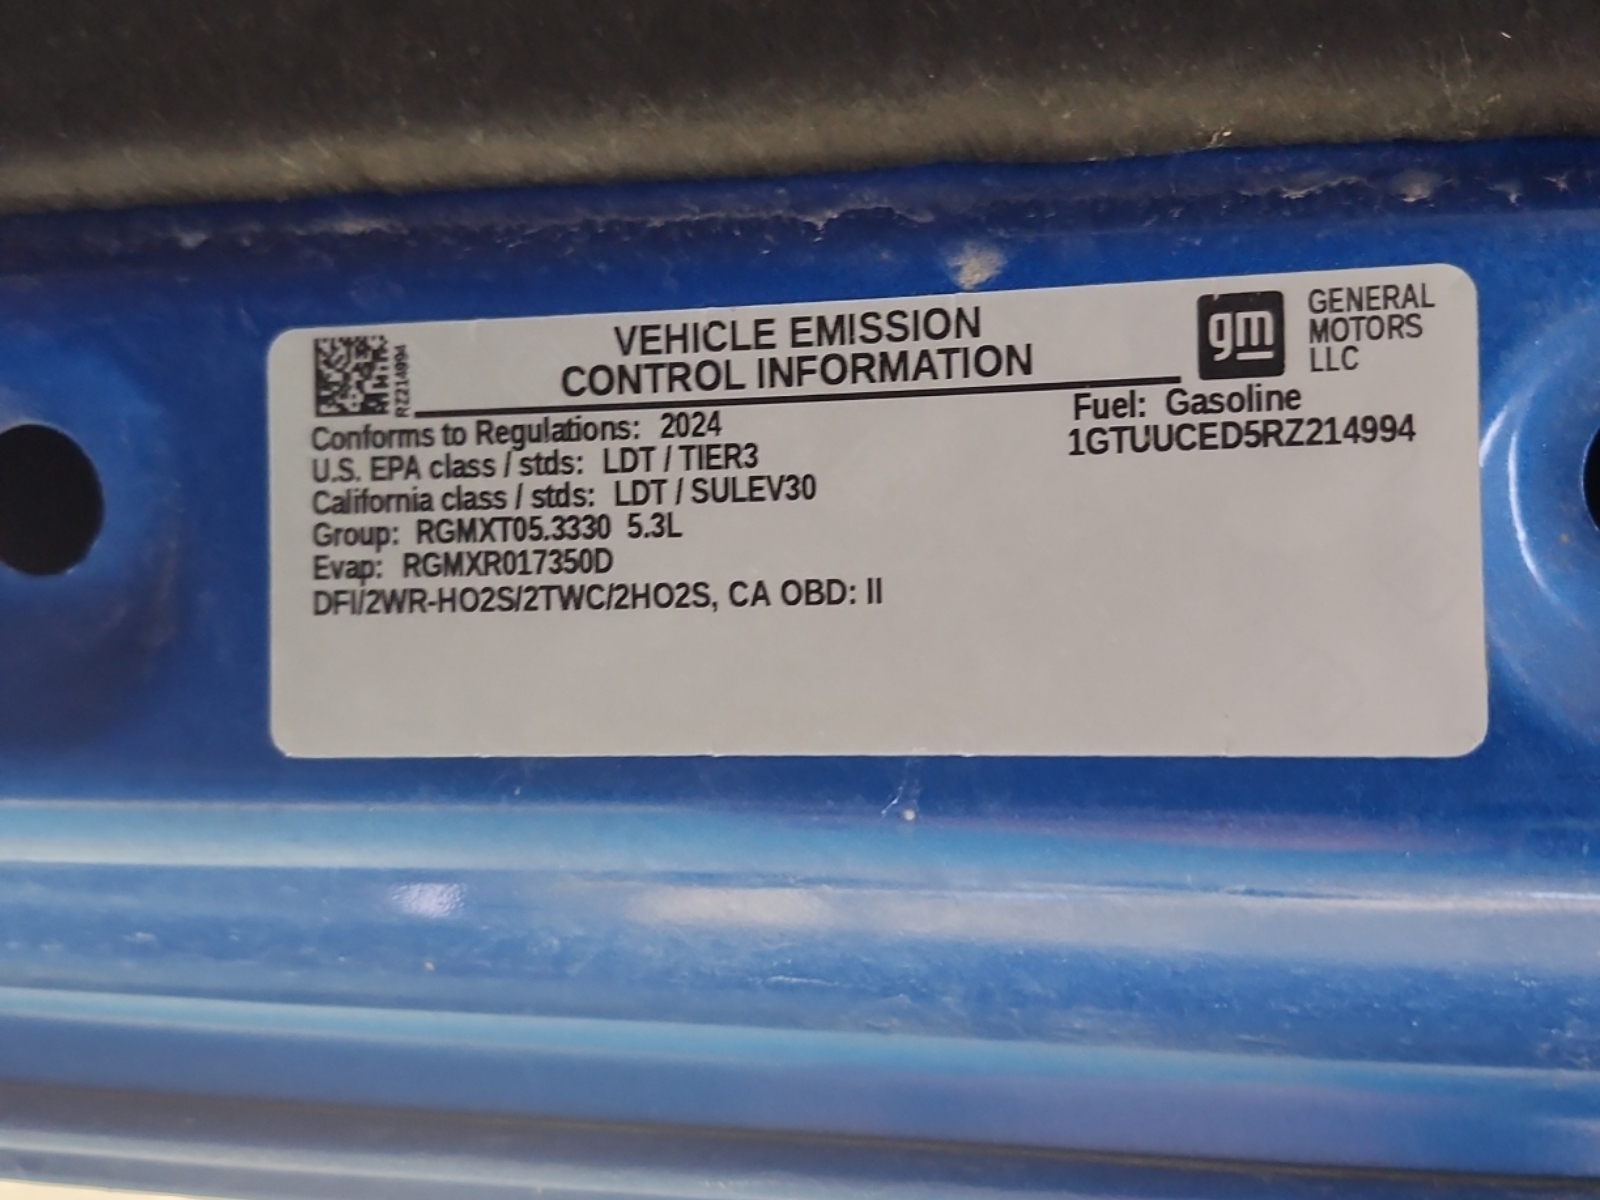 VEHICLE EMISSION
CONTROL INFORMATION
gm
GENERAL
MOTORS
LLC
RZ214994
Conforms to Regulations: 2024
U.S. EPA class / stds: LDT / TIER3
California class / stds: LDT / SULEV30
Group: RGMXT05.3330 5.3L
Evap: RGMXR017350D
DFI/2WR-HO2S/2TWC/2HO2S, CA OBD: II
Fuel: Gasoline
1GTUUCED5RZ214994